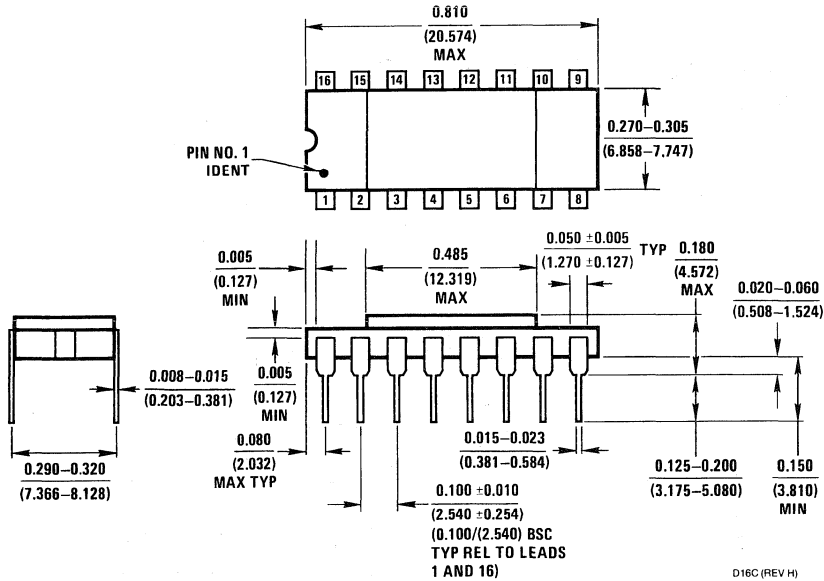 0.810
(20.574)
MAX
16 15 14 13 12 11 10 9
0.270–0.305
(6.858–7.747)
PIN NO. 1
IDENT
1 2 3 4 5 6 7 8
0.005
(0.127)
MIN
0.485
(12.319)
MAX
0.050 ±0.005
(1.270 ±0.127)
TYP
0.180
(4.572)
MAX
0.020–0.060
(0.508–1.524)
0.008–0.015
(0.203–0.381)
0.005
(0.127)
MIN
0.290–0.320
(7.366–8.128)
0.080
(2.032)
MAX TYP
0.015–0.023
(0.381–0.584)
0.100 ±0.010
(2.540 ±0.254)
(0.100/(2.540) BSC
TYP REL TO LEADS
1 AND 16)
0.125–0.200
(3.175–5.080)
0.150
(3.810)
MIN
D16C (REV H)